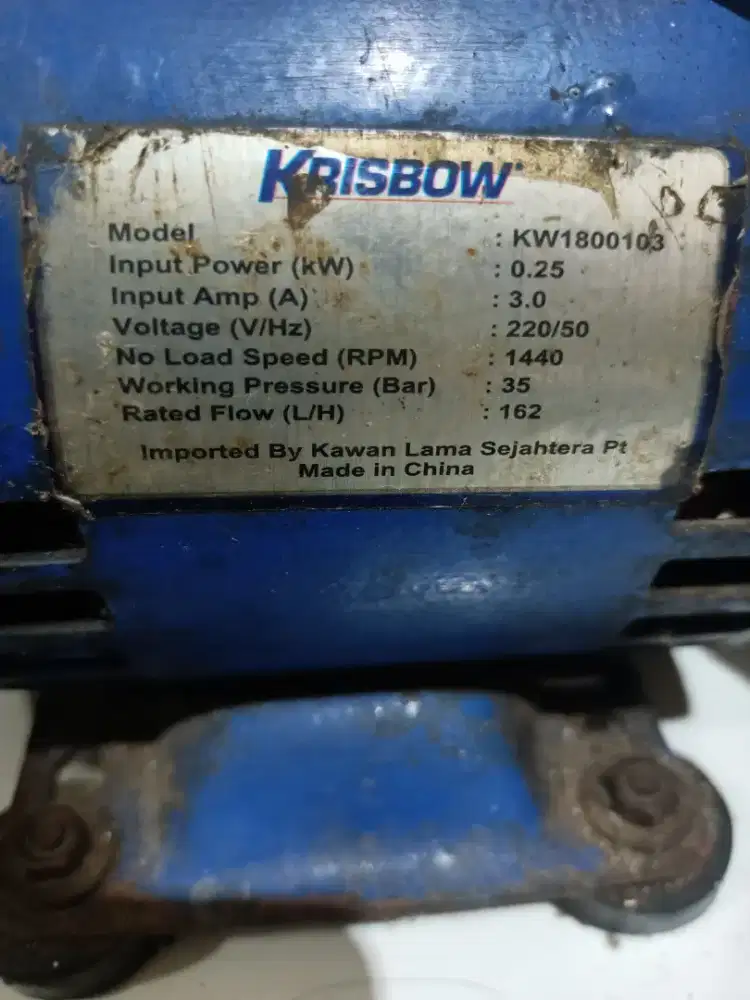 KRISBOW
Model : KW1800103
Input Power (kW) : 0.25
Input Amp (A) : 3.0
Voltage (V/Hz) : 220/50
No Load Speed (RPM) : 1440
Working Pressure (Bar) : 35
Rated Flow (L/H) : 162
Imported By Kawan Lama Sejahtera Pt
Made in China